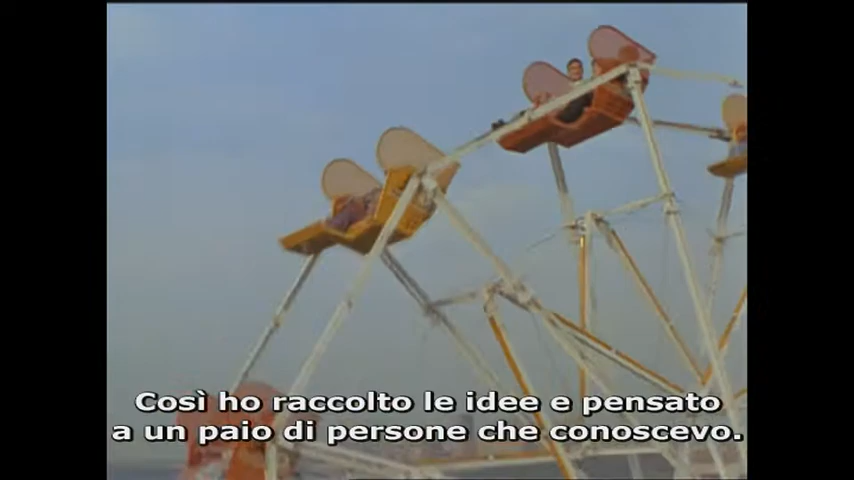 Così ho raccolto le idee e pensato
a un paio di persone che conoscevo.